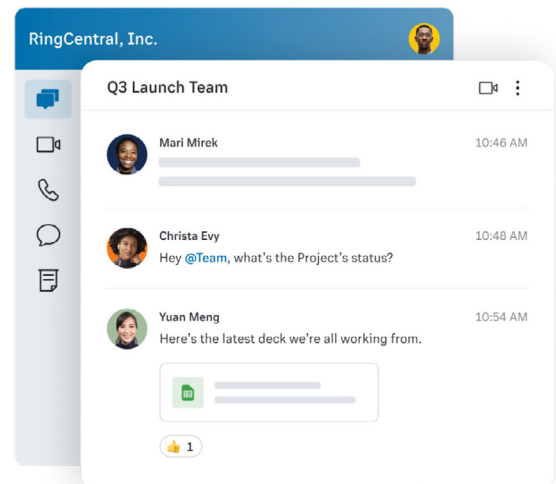 RingCentral, Inc.
Q3 Launch Team
Mari Mirek
10:46 AM
Christa Evy
10:48 AM
Hey @Team, what's the Project's status?
Yuan Meng
10:54 AM
Here's the latest deck we're all working from.
1